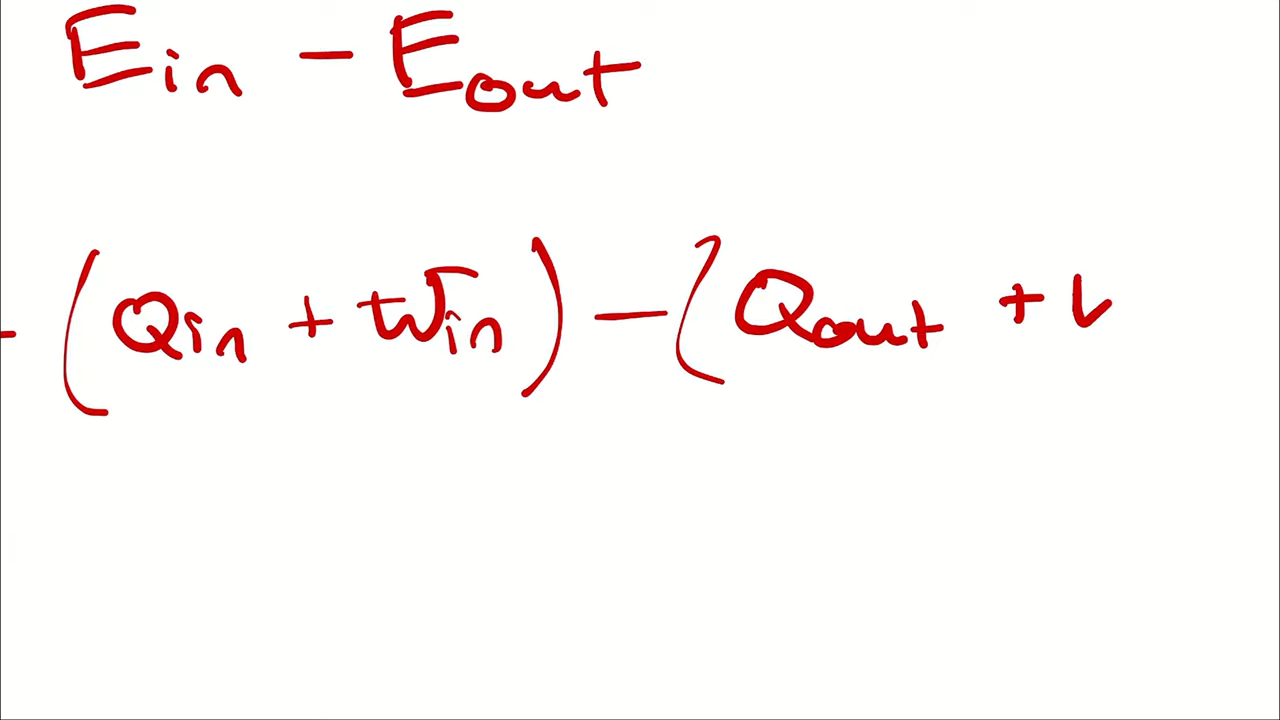 Ein - Eout
- (Qin + Win) - (Qout +